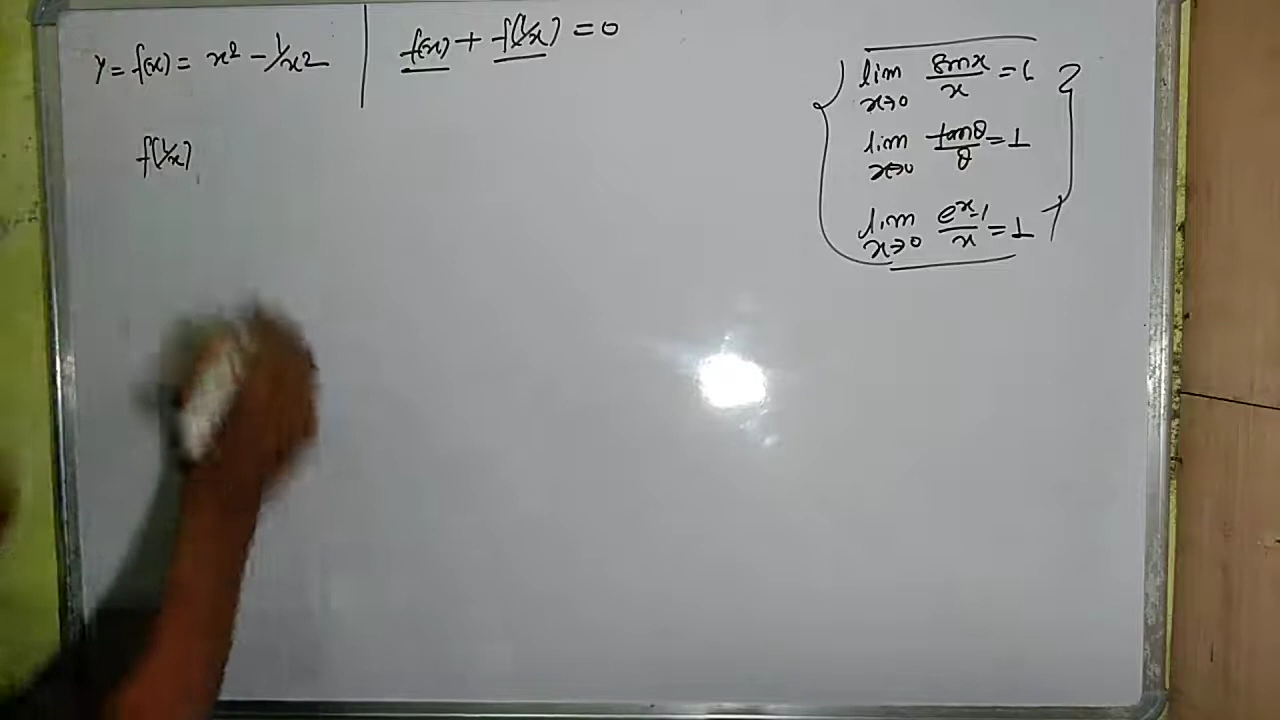 y = f(x) = x² - 1/x²
f(x) + f(1/x) = 0
f(1/x)
lim x→0 sinx/x = 1
lim x→0 tanθ/θ = 1
lim x→0 eˣ-1/x = 1